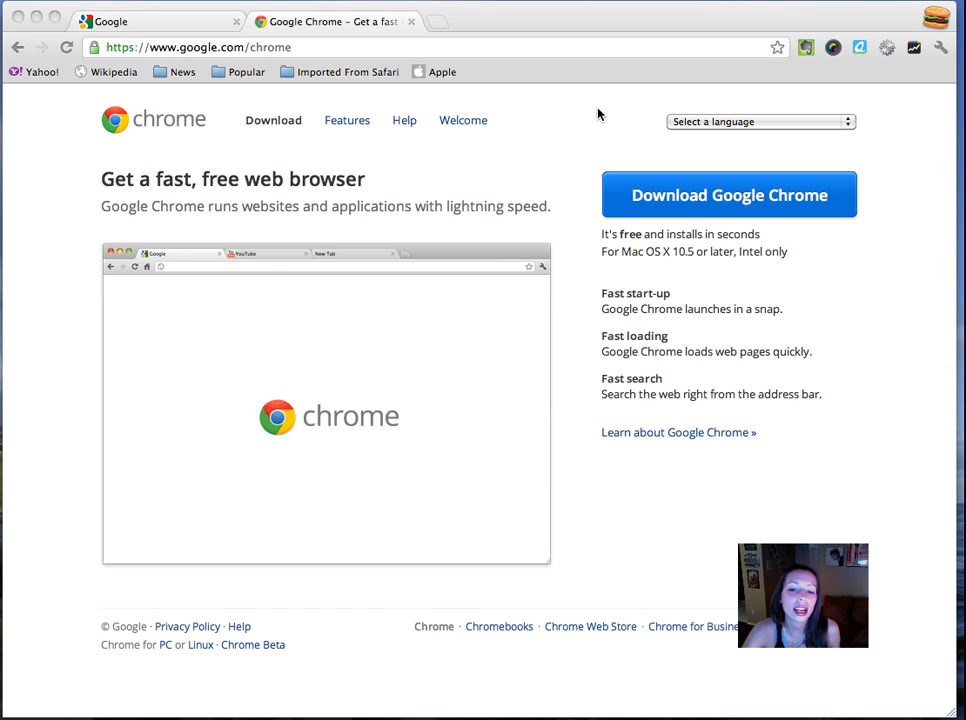 Google
Google Chrome – Get a fast
https://www.google.com/chrome
Yahoo!
Wikipedia
News
Popular
Imported From Safari
Apple
chrome
Download
Features
Help
Welcome
Select a language
Get a fast, free web browser
Google Chrome runs websites and applications with lightning speed.
Download Google Chrome
It's free and installs in seconds
For Mac OS X 10.5 or later, Intel only
Google
YouTube
New Tab
Fast start-up
Google Chrome launches in a snap.
Fast loading
Google Chrome loads web pages quickly.
Fast search
Search the web right from the address bar.
Learn about Google Chrome »
chrome
© Google · Privacy Policy · Help
Chrome · Chromebooks · Chrome Web Store · Chrome for Busine
Chrome for PC or Linux · Chrome Beta